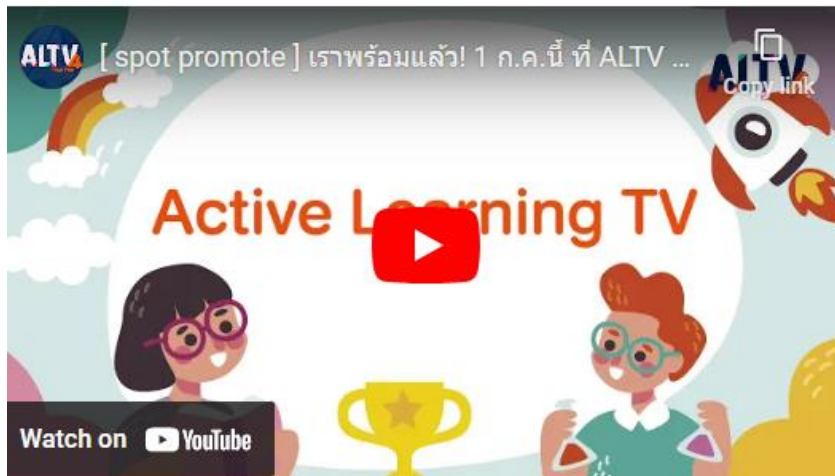 ALTV 4 [ spot promote ] เราพร้อมแล้ว! 1 ก.ค.นี้ ที่ ALTV ...
ALTV
Copy link
Active Learning TV
Watch on YouTube